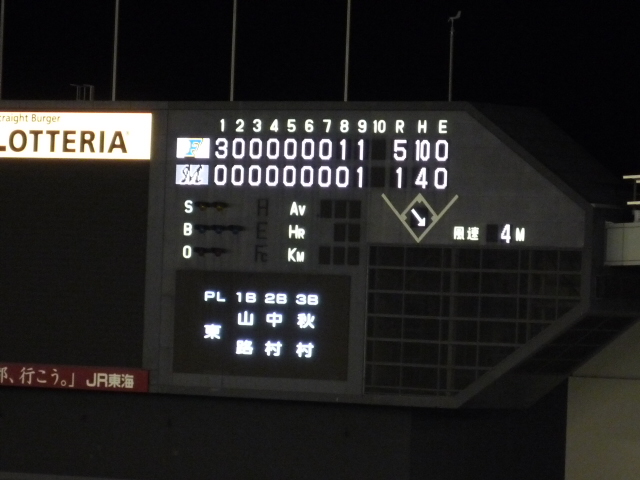 traight Burger
LOTTERIA
1 2 3 4 5 6 7 8 9 10 R H E
F 3 0 0 0 0 0 0 1 1 5 10 0
M 0 0 0 0 0 0 0 0 1 1 4 0
S H Av
B E HR
O Fc KM
風速 4 M
PL 1B 2B 3B
東 山路 中村 秋村
、行こう。」 JR東海